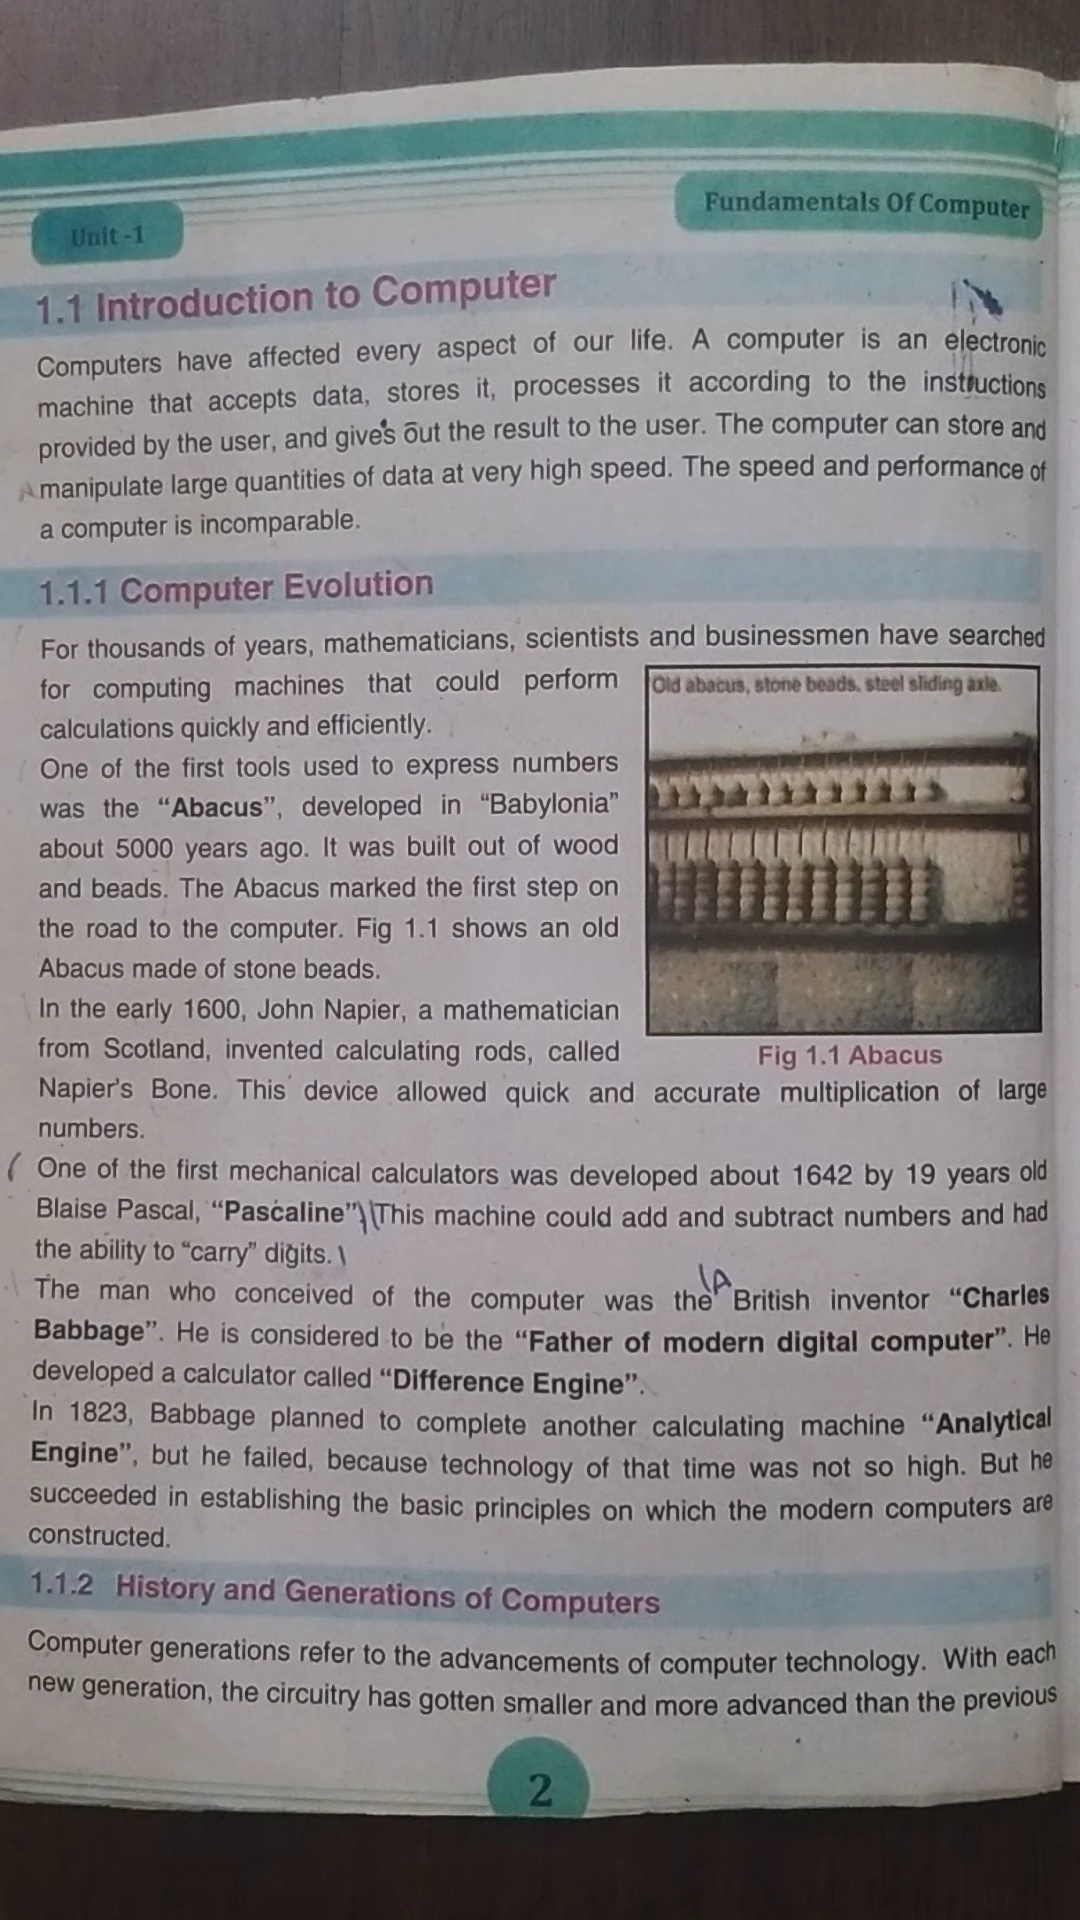 Unit -1
Fundamentals Of Computer
1.1 Introduction to Computer
Computers have affected every aspect of our life. A computer is an electronic
machine that accepts data, stores it, processes it according to the instructions
provided by the user, and gives out the result to the user. The computer can store and
manipulate large quantities of data at very high speed. The speed and performance of
a computer is incomparable.
1.1.1 Computer Evolution
For thousands of years, mathematicians, scientists and businessmen have searched
for computing machines that could perform
calculations quickly and efficiently.
One of the first tools used to express numbers
was the “Abacus”, developed in “Babylonia”
about 5000 years ago. It was built out of wood
and beads. The Abacus marked the first step on
the road to the computer. Fig 1.1 shows an old
Abacus made of stone beads.
In the early 1600, John Napier, a mathematician
from Scotland, invented calculating rods, called
Old abacus, stone beads, steel sliding axle.
Fig 1.1 Abacus
Napier's Bone. This device allowed quick and accurate multiplication of large
numbers.
One of the first mechanical calculators was developed about 1642 by 19 years old
Blaise Pascal, “Pascaline” This machine could add and subtract numbers and had
the ability to “carry” digits.
The man who conceived of the computer was the British inventor “Charles
Babbage”. He is considered to be the “Father of modern digital computer”. He
developed a calculator called “Difference Engine”.
In 1823, Babbage planned to complete another calculating machine “Analytical
Engine”, but he failed, because technology of that time was not so high. But he
succeeded in establishing the basic principles on which the modern computers are
constructed.
1.1.2 History and Generations of Computers
Computer generations refer to the advancements of computer technology. With each
new generation, the circuitry has gotten smaller and more advanced than the previous
2